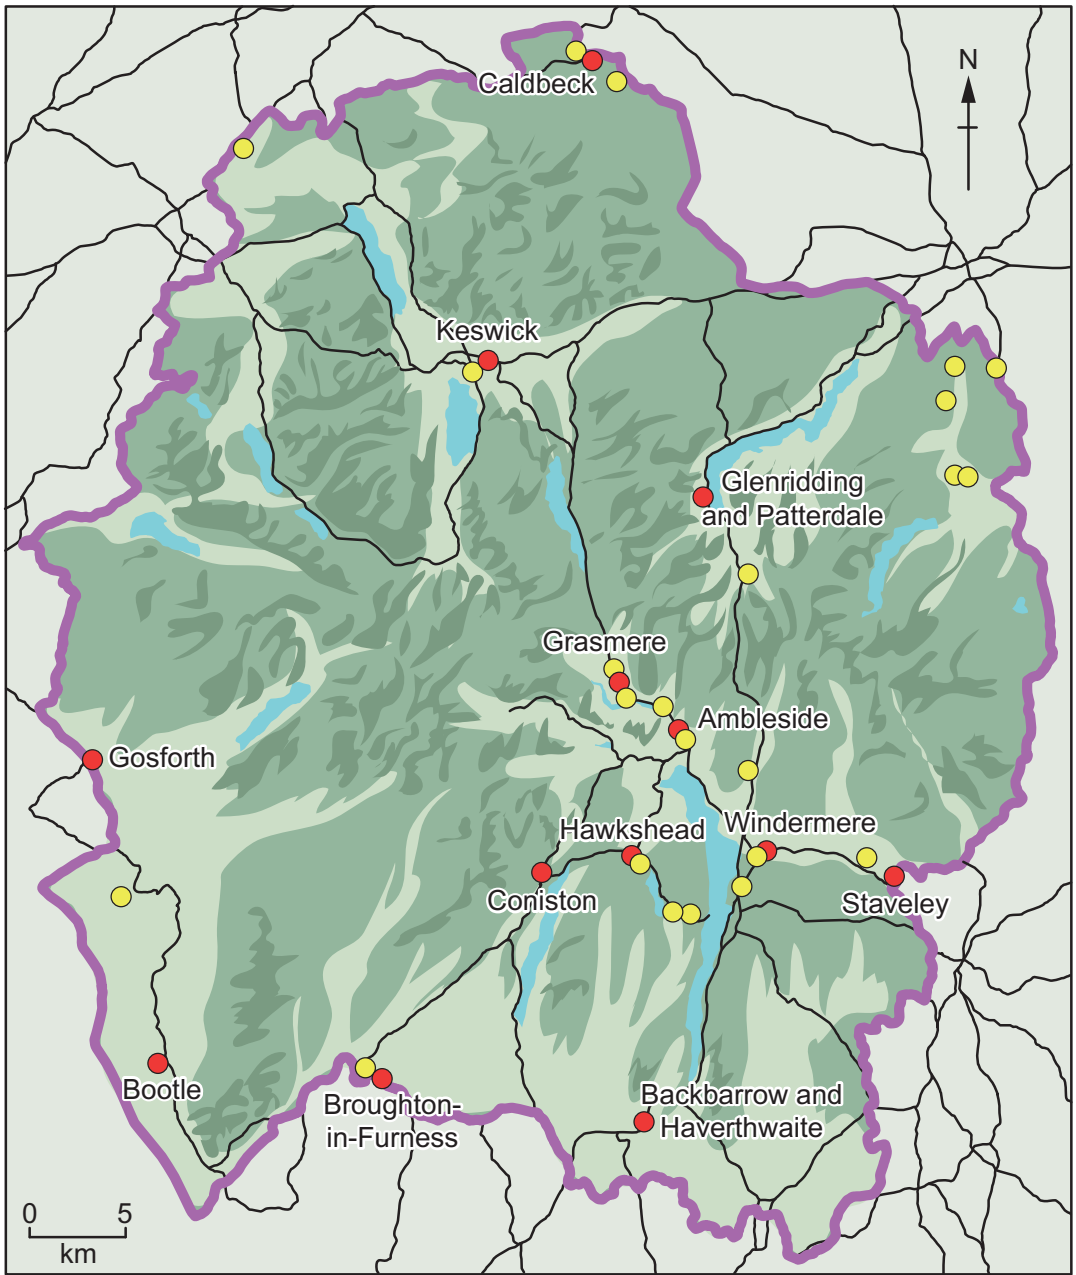 N
Caldbeck
Keswick
Glenridding
and Patterdale
Grasmere
Ambleside
Gosforth
Hawkshead
Windermere
Coniston
Staveley
Bootle
Broughton-
in-Furness
Backbarrow and
Haverthwaite
0 5
km